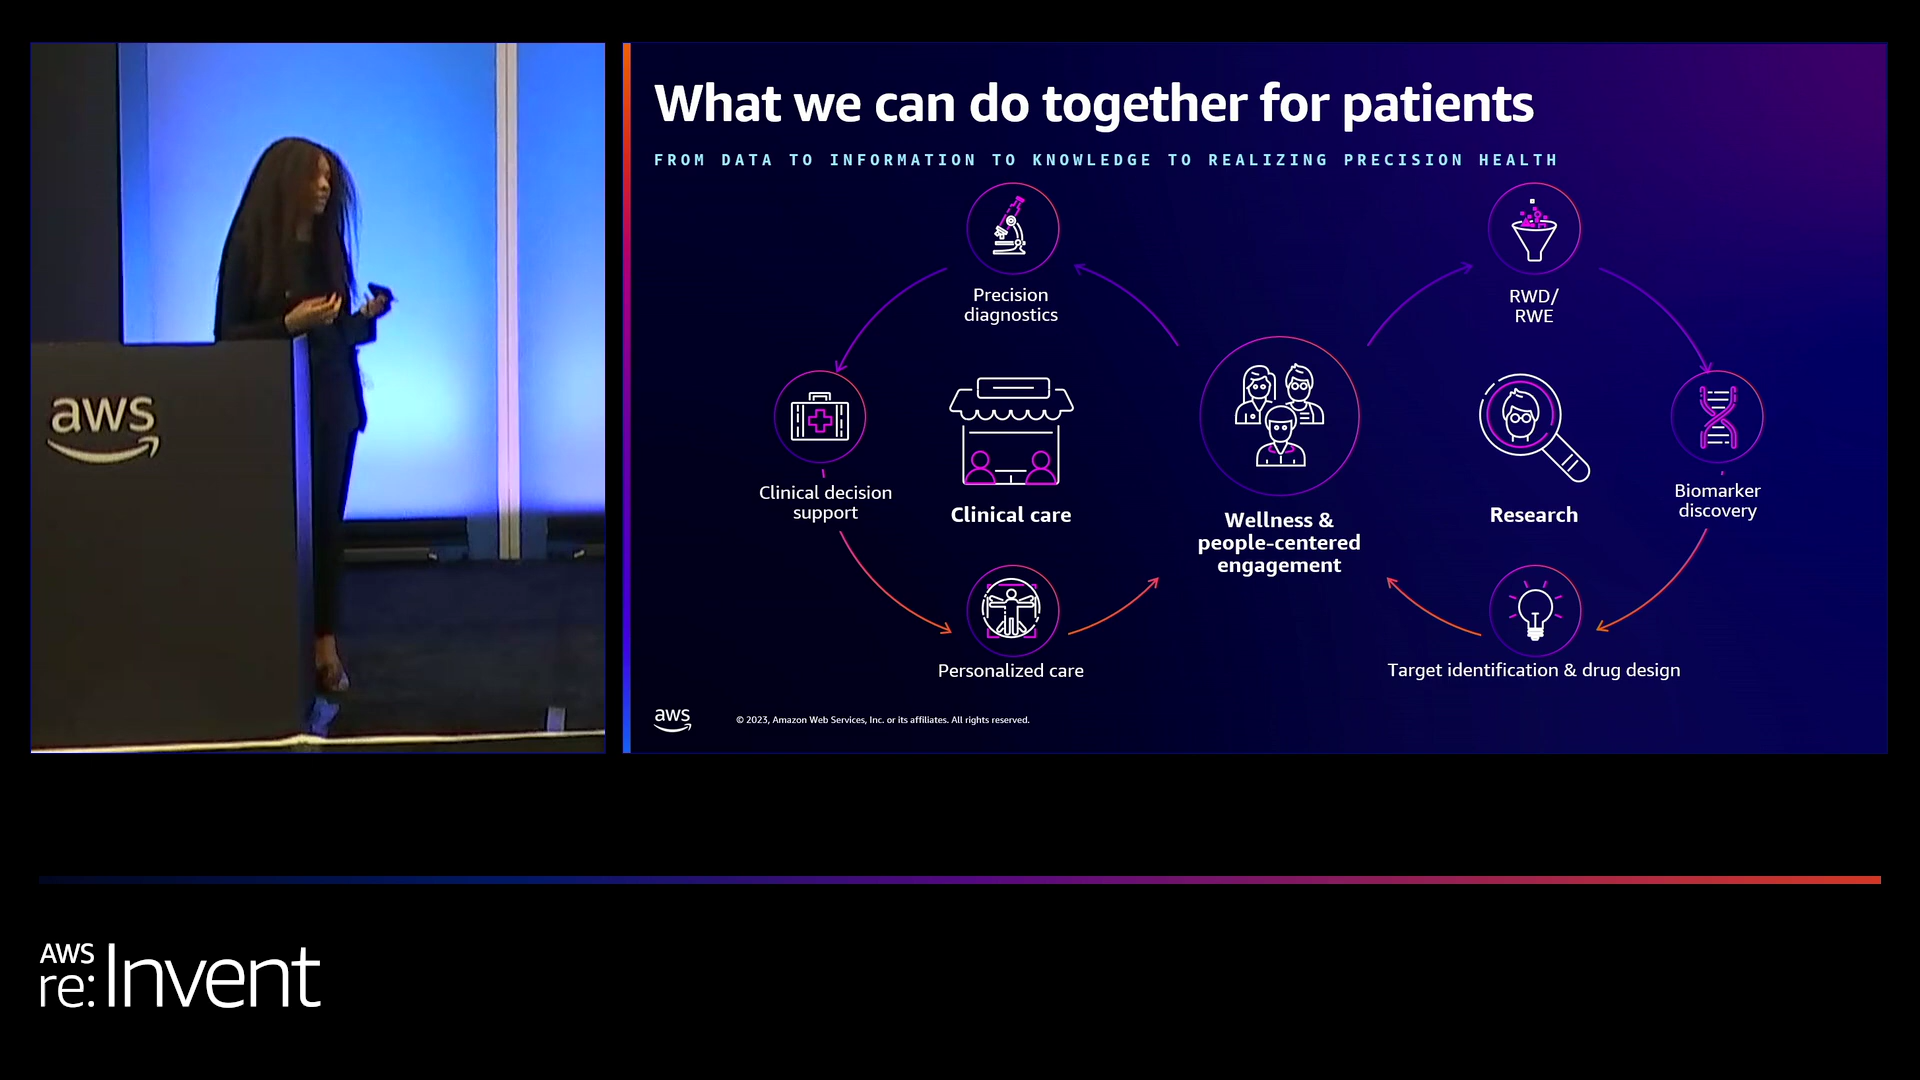 aws
What we can do together for patients
FROM DATA TO INFORMATION TO KNOWLEDGE TO REALIZING PRECISION HEALTH
Precision
diagnostics
RWD/
RWE
Clinical decision
support
Clinical care
Wellness &
people-centered
engagement
Research
Biomarker
discovery
Personalized care
Target identification & drug design
aws
© 2023, Amazon Web Services, Inc. or its affiliates. All rights reserved.
AWS
re:Invent